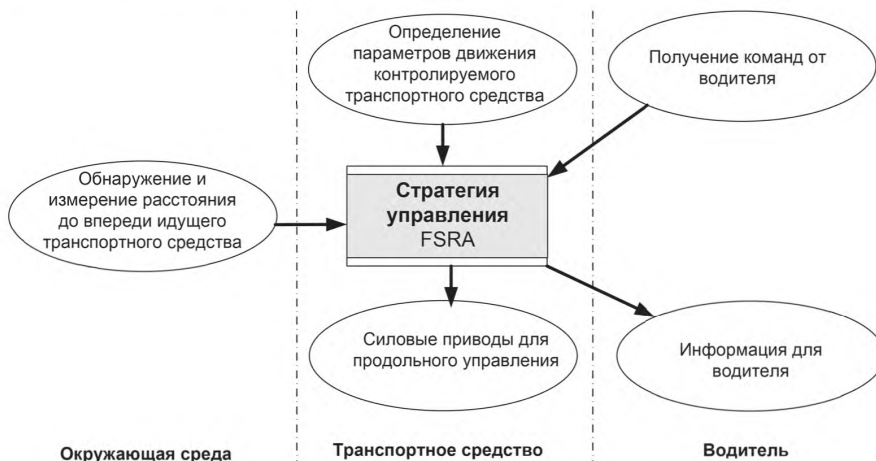 Определение
параметров движения
контролируемого
транспортного средства
Получение команд от
водителя
Обнаружение и
измерение расстояния
до впереди идущего
транспортного средства
Стратегия
управления
FSRA
Силовые приводы для
продольного управления
Информация для
водителя
Окружающая среда
Транспортное средство
Водитель